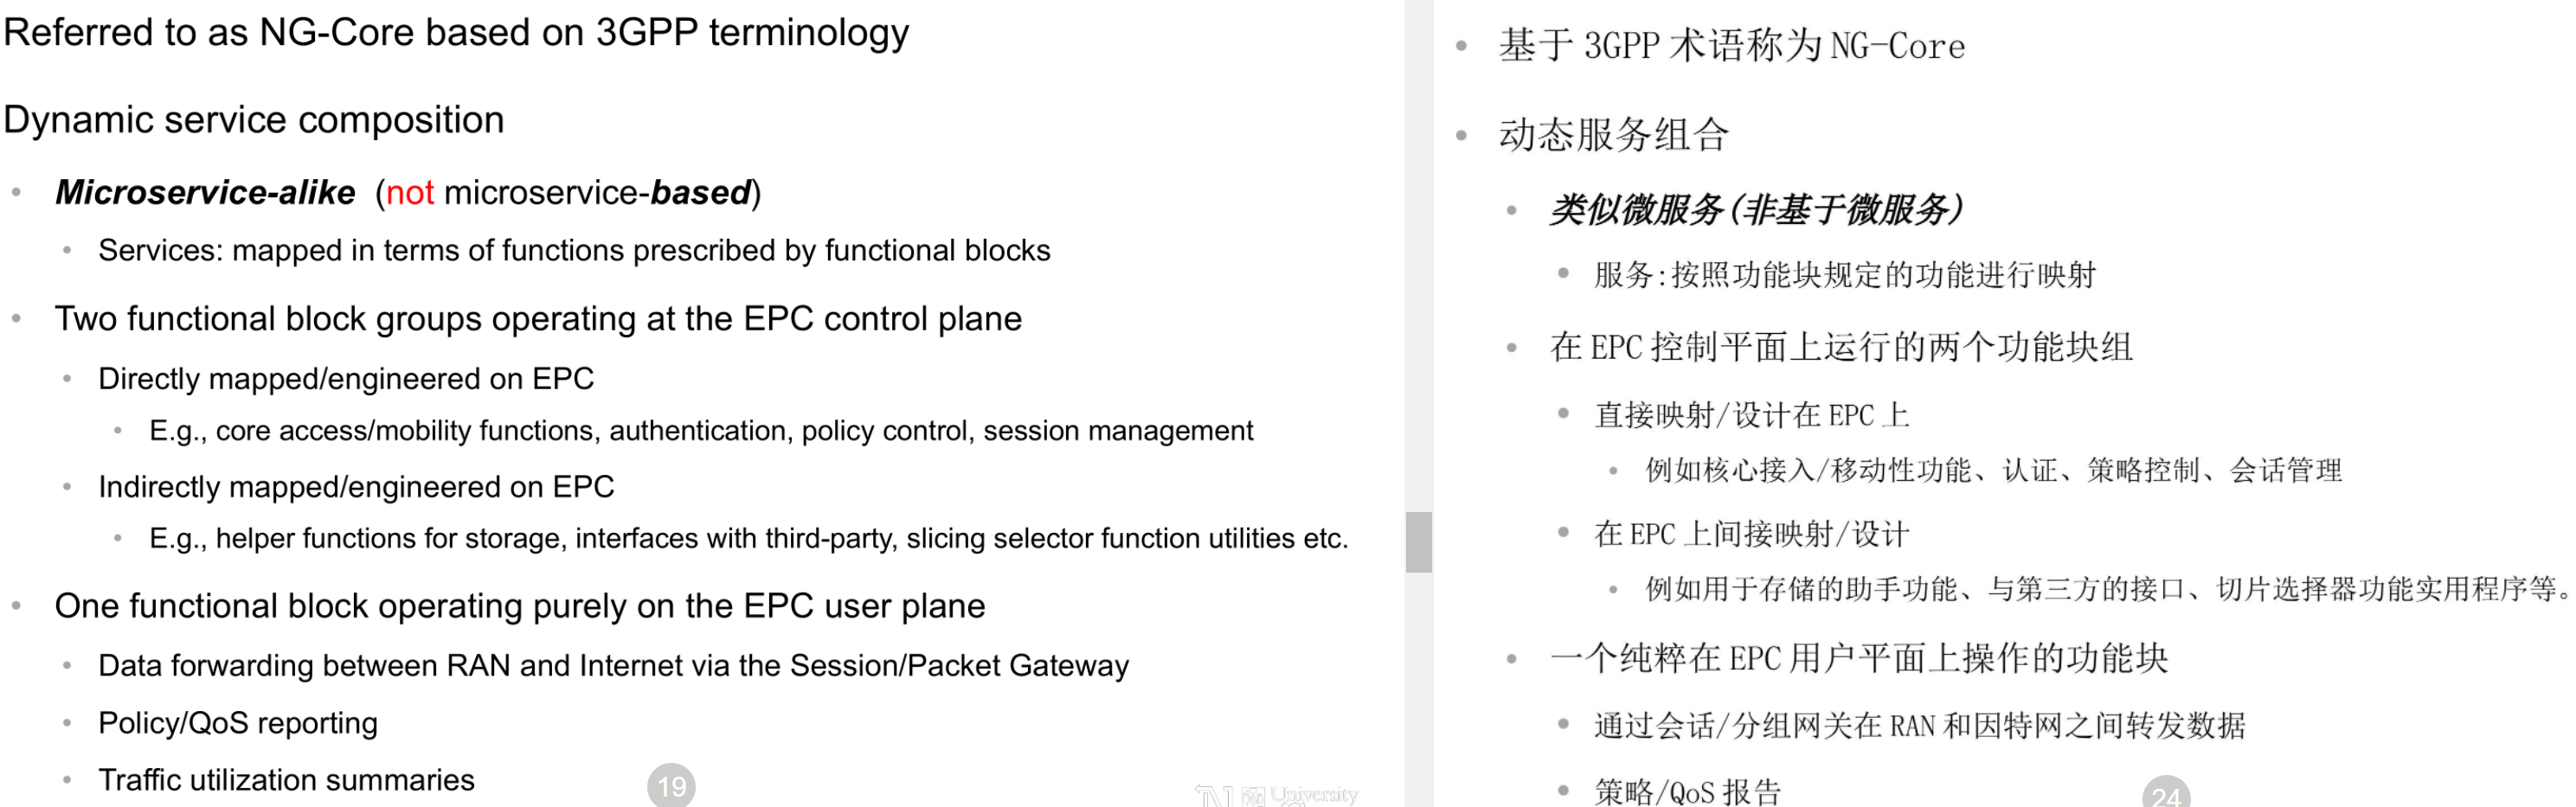 Referred to as NG-Core based on 3GPP terminology
Dynamic service composition
Microservice-alike (not microservice-based)
Services: mapped in terms of functions prescribed by functional blocks
Two functional block groups operating at the EPC control plane
Directly mapped/engineered on EPC
E.g., core access/mobility functions, authentication, policy control, session management
Indirectly mapped/engineered on EPC
E.g., helper functions for storage, interfaces with third-party, slicing selector function utilities etc.
One functional block operating purely on the EPC user plane
Data forwarding between RAN and Internet via the Session/Packet Gateway
Policy/QoS reporting
Traffic utilization summaries
19
University
基于 3GPP 术语称为 NG-Core
动态服务组合
类似微服务(非基于微服务)
服务:按照功能块规定的功能进行映射
在 EPC 控制平面上运行的两个功能块组
直接映射/设计在 EPC 上
例如核心接入/移动性功能、认证、策略控制、会话管理
在 EPC 上间接映射/设计
例如用于存储的助手功能、与第三方的接口、切片选择器功能实用程序等。
一个纯粹在 EPC 用户平面上操作的功能块
通过会话/分组网关在 RAN 和因特网之间转发数据
策略/QoS 报告
24